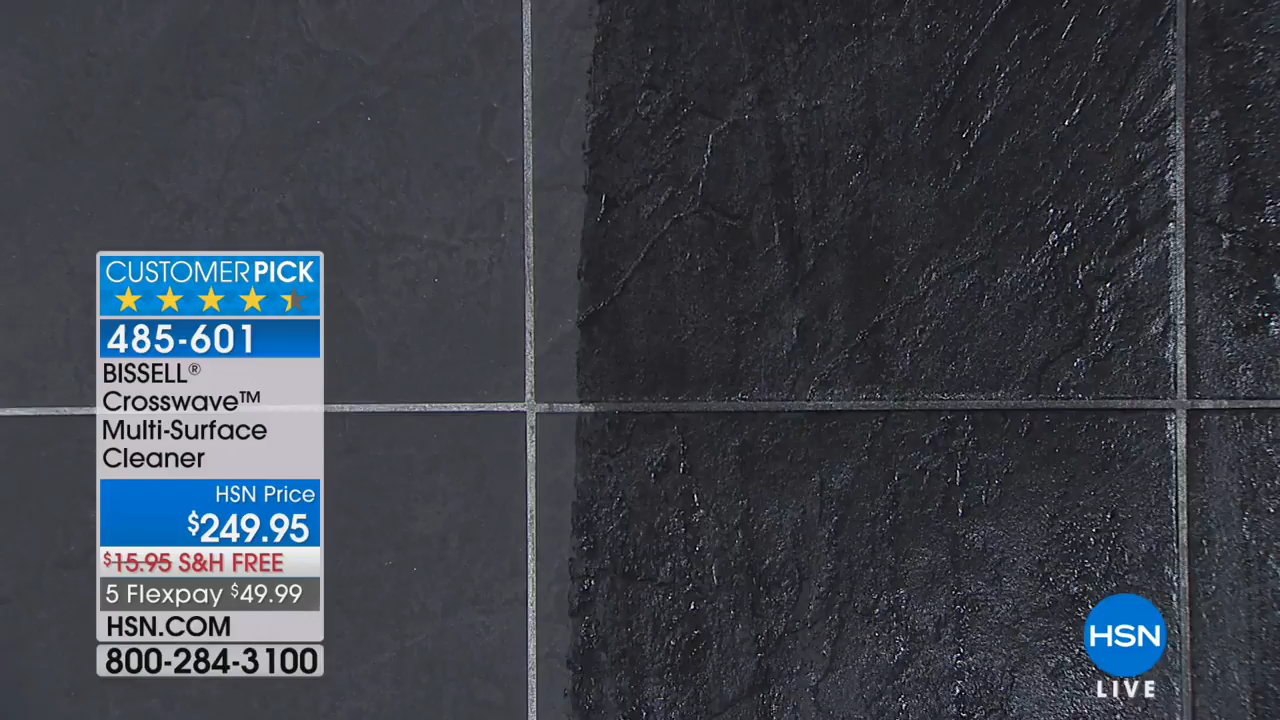 CUSTOMER PICK
485-601
BISSELL®
Crosswave™
Multi-Surface
Cleaner
HSN Price
$249.95
$15.95 S&H FREE
5 Flexpay $49.99
HSN.COM
800-284-3100
HSN
LIVE